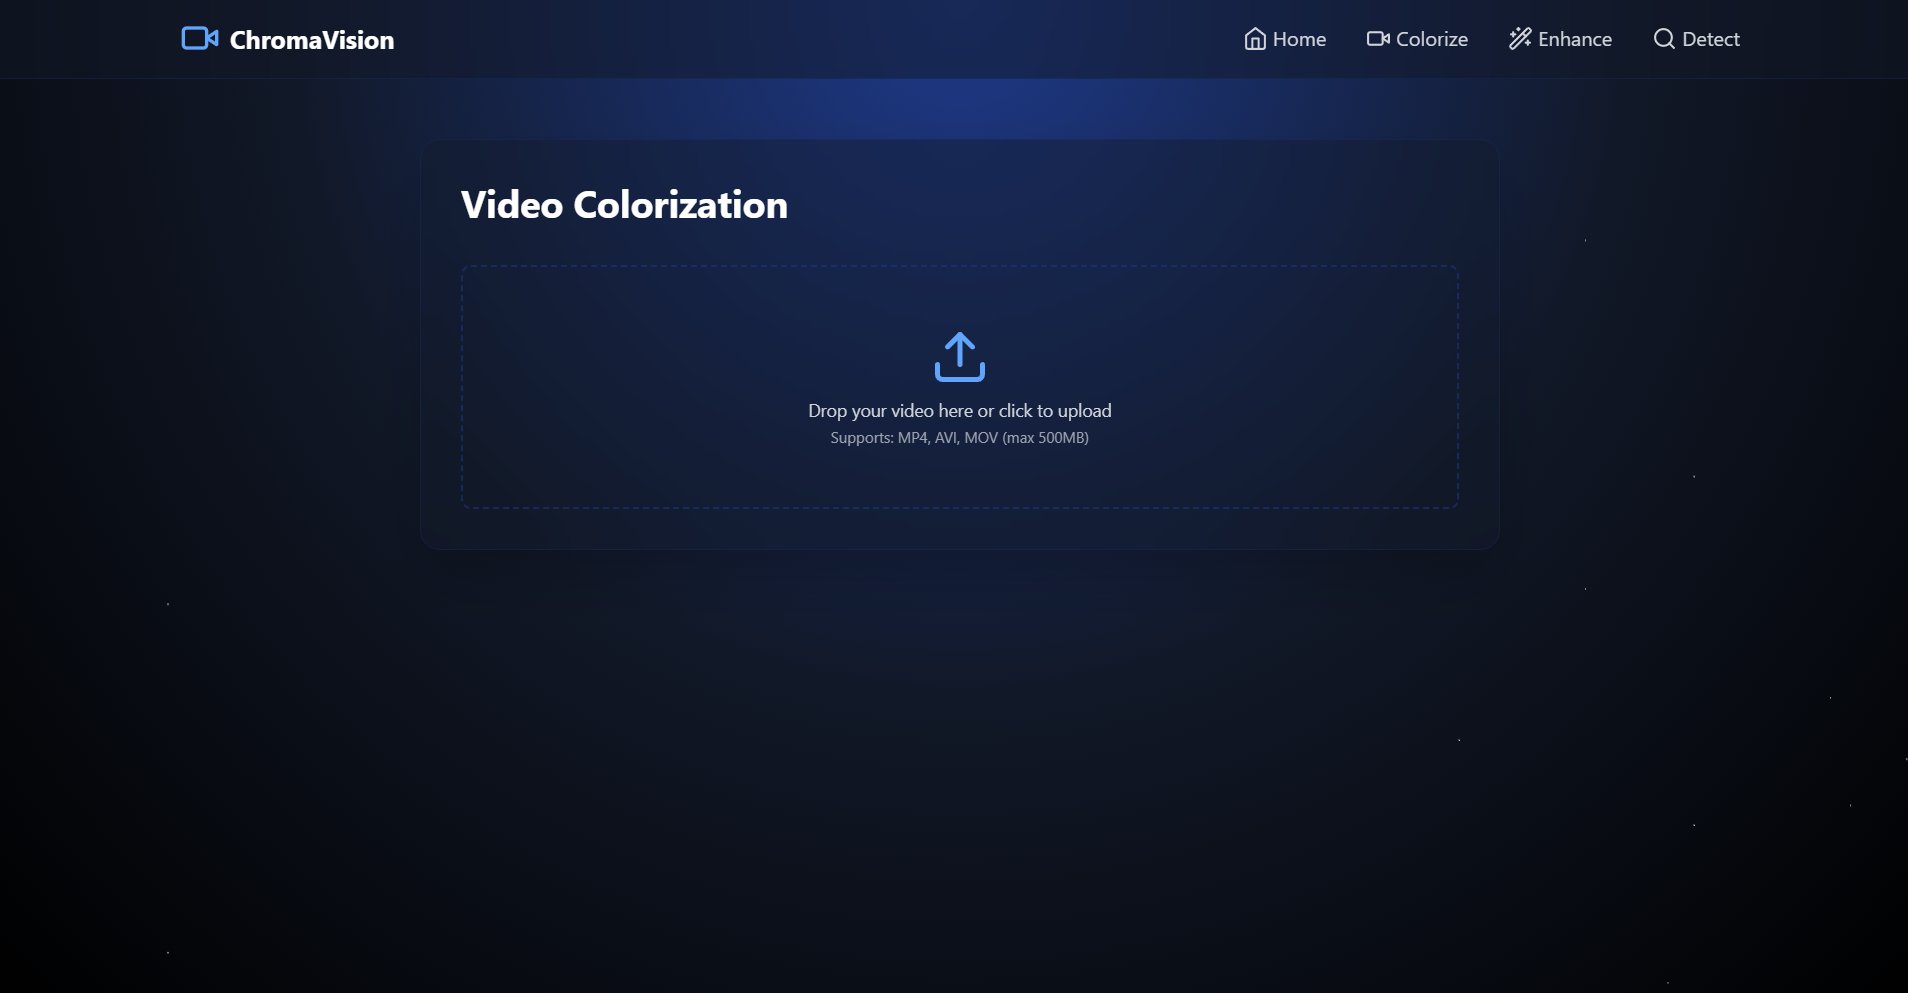 ChromaVision
Home
Colorize
Enhance
Detect
Video Colorization
Drop your video here or click to upload
Supports: MP4, AVI, MOV (max 500MB)